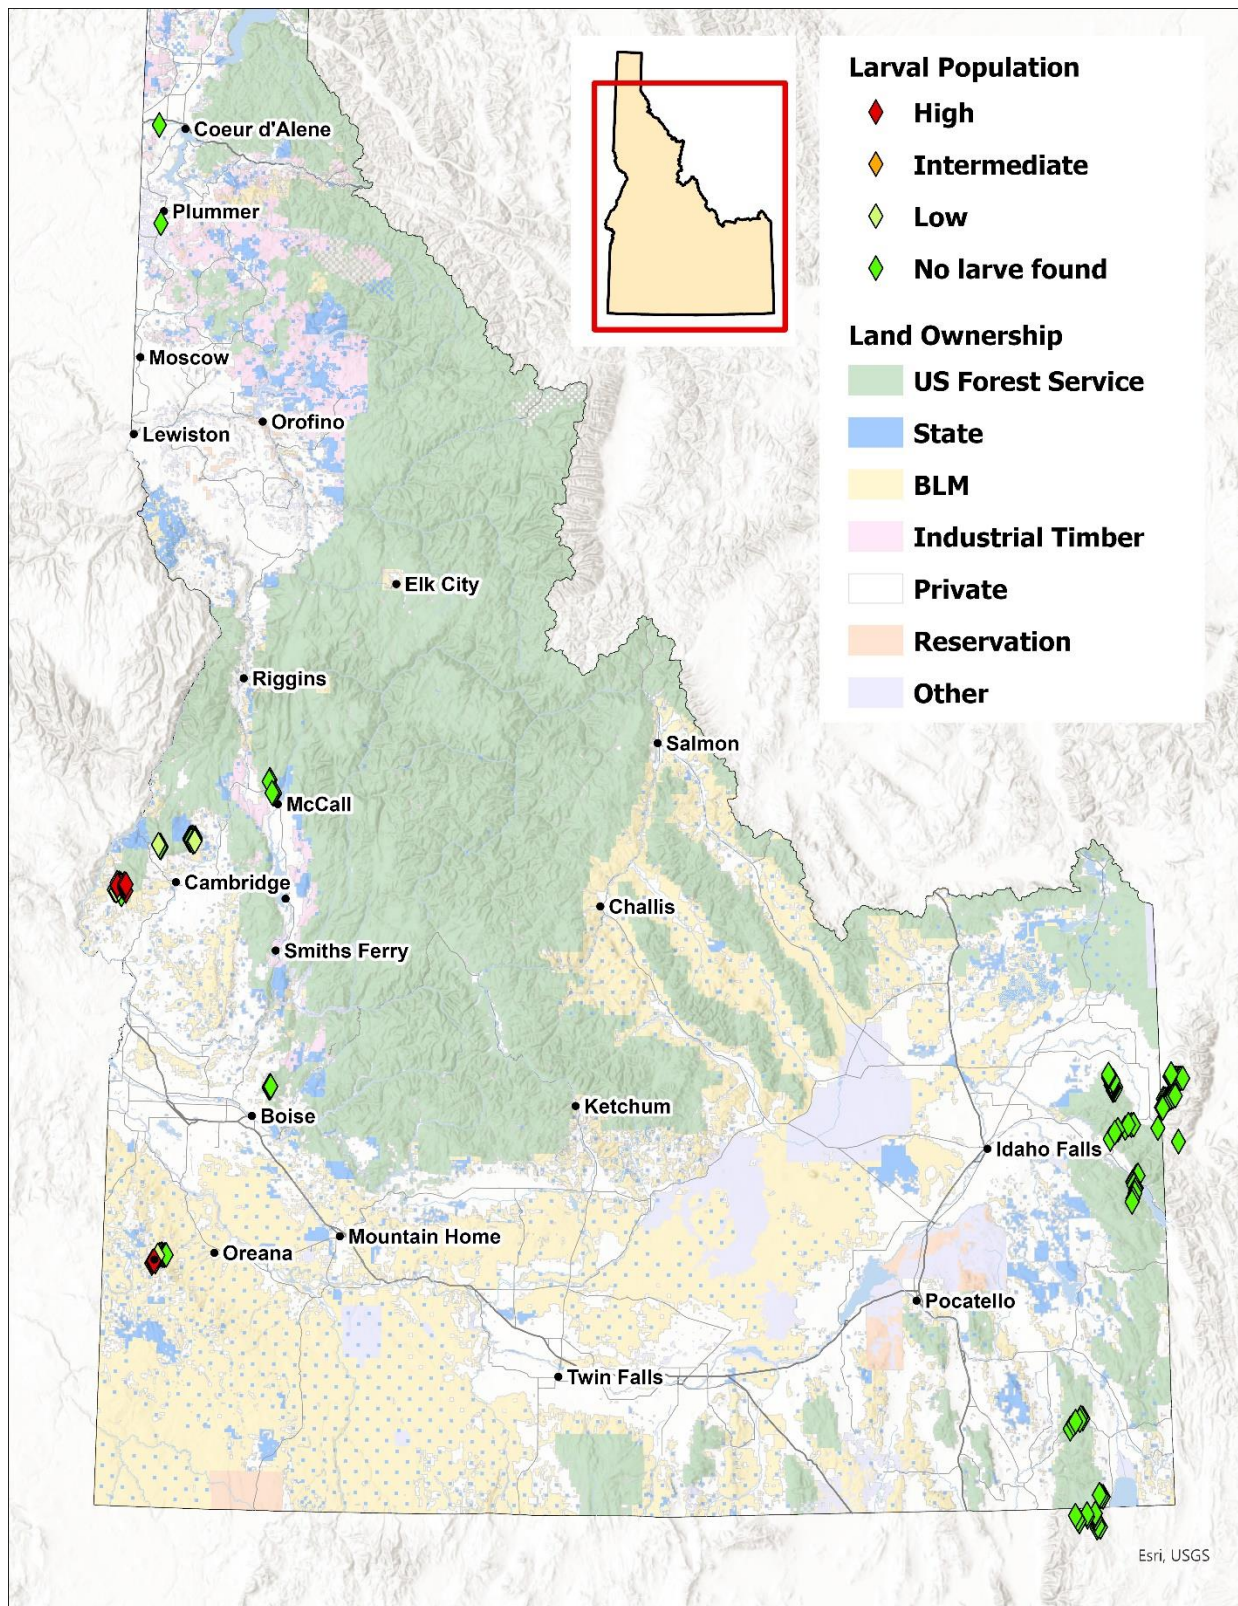 Larval Population
High
Intermediate
Low
No larve found
Land Ownership
US Forest Service
State
BLM
Industrial Timber
Private
Reservation
Other
Coeur d'Alene
Plummer
Moscow
Orofino
Lewiston
Elk City
Riggins
Salmon
McCall
Cambridge
Challis
Smiths Ferry
Ketchum
Boise
Idaho Falls
Mountain Home
Oreana
Pocatello
Twin Falls
Esri, USGS